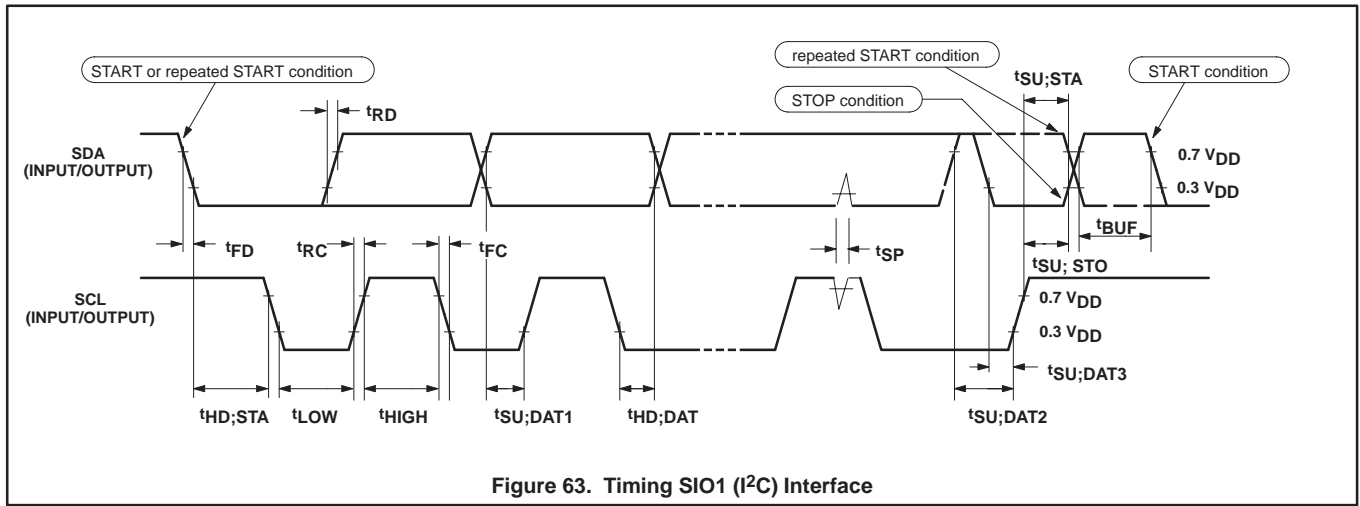 repeated START condition
START or repeated START condition
tSU;STA
START condition
STOP condition
tRD
SDA
(INPUT/OUTPUT)
0.7 VDD
0.3 VDD
tBUF
tFD
tRC
tFC
tSP
tSU; STO
SCL
(INPUT/OUTPUT)
0.7 VDD
0.3 VDD
tSU;DAT3
tHD;STA
tLOW
tHIGH
tSU;DAT1
tHD;DAT
tSU;DAT2
Figure 63. Timing SIO1 (I2C) Interface